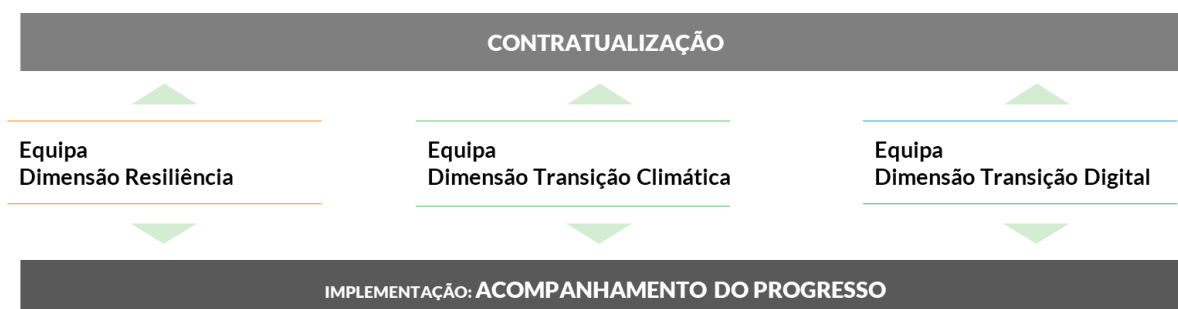 CONTRATUALIZAÇÃO
Equipa
Dimensão Resiliência
Equipa
Dimensão Transição Climática
Equipa
Dimensão Transição Digital
IMPLEMENTAÇÃO: ACOMPANHAMENTO DO PROGRESSO